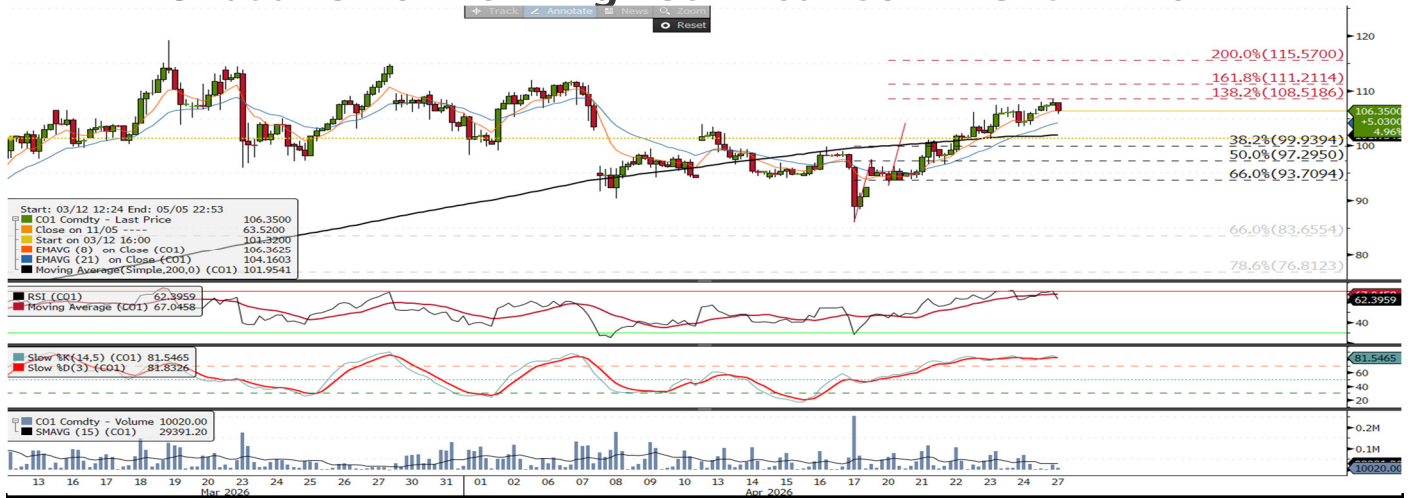 Track Annotate News Zoom
Reset
120
200.0%(115.5700)
161.8%(111.2114)
110
138.2%(108.5186)
106.3500
+5.0300
-4.96%
38.2%(99.9394)
100
50.0%(97.2950)
66.0%(93.7094)
90
66.0%(83.6554)
80
78.6%(76.8123)
Start: 03/12 12:24 End: 05/05 22:53
CO1 Comdty - Last Price 106.3500
Close on 11/05 ---- 63.5200
Start on 03/12 16:00 101.3200
EMAVG (8) on Close (CO1) 106.3625
EMAVG (21) on Close (CO1) 104.1603
Moving Average(Simple,200,0) (CO1) 101.9541
RSI (CO1) 62.3959
Moving Average (CO1) 67.0458
62.3959
40
Slow %K(14,5) (CO1) 81.5465
Slow %D(3) (CO1) 81.8326
81.5465
60
40
20
CO1 Comdty - Volume 10020.00
SMAVG (15) (CO1) 29391.20
0.2M
0.1M
10020.00
13 16 17 18 19 20 23 24 25 26 27 30 31 01 02 06 07 08 09 10 13 14 15 16 17 20 21 22 23 24 27
Mar 2026 Apr 2026